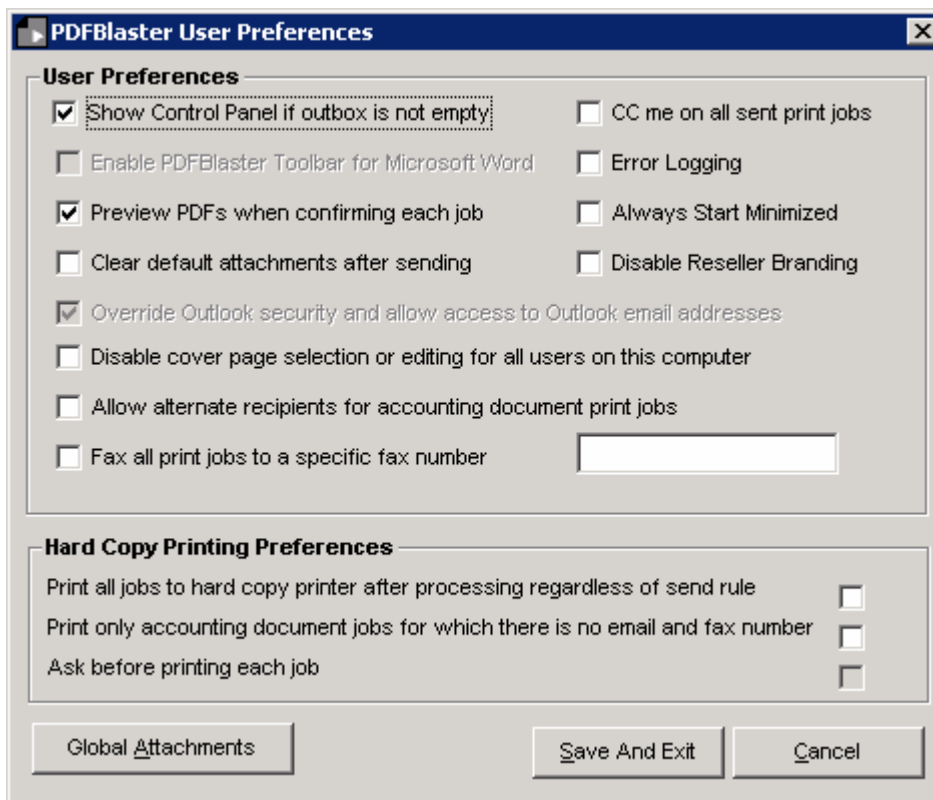 PDFBlaster User Preferences
User Preferences
Show Control Panel if outbox is not empty
CC me on all sent print jobs
Enable PDFBlaster Toolbar for Microsoft Word
Error Logging
Preview PDFs when confirming each job
Always Start Minimized
Clear default attachments after sending
Disable Reseller Branding
Override Outlook security and allow access to Outlook email addresses
Disable cover page selection or editing for all users on this computer
Allow alternate recipients for accounting document print jobs
Fax all print jobs to a specific fax number
Hard Copy Printing Preferences
Print all jobs to hard copy printer after processing regardless of send rule
Print only accounting document jobs for which there is no email and fax number
Ask before printing each job
Global Attachments
Save And Exit
Cancel